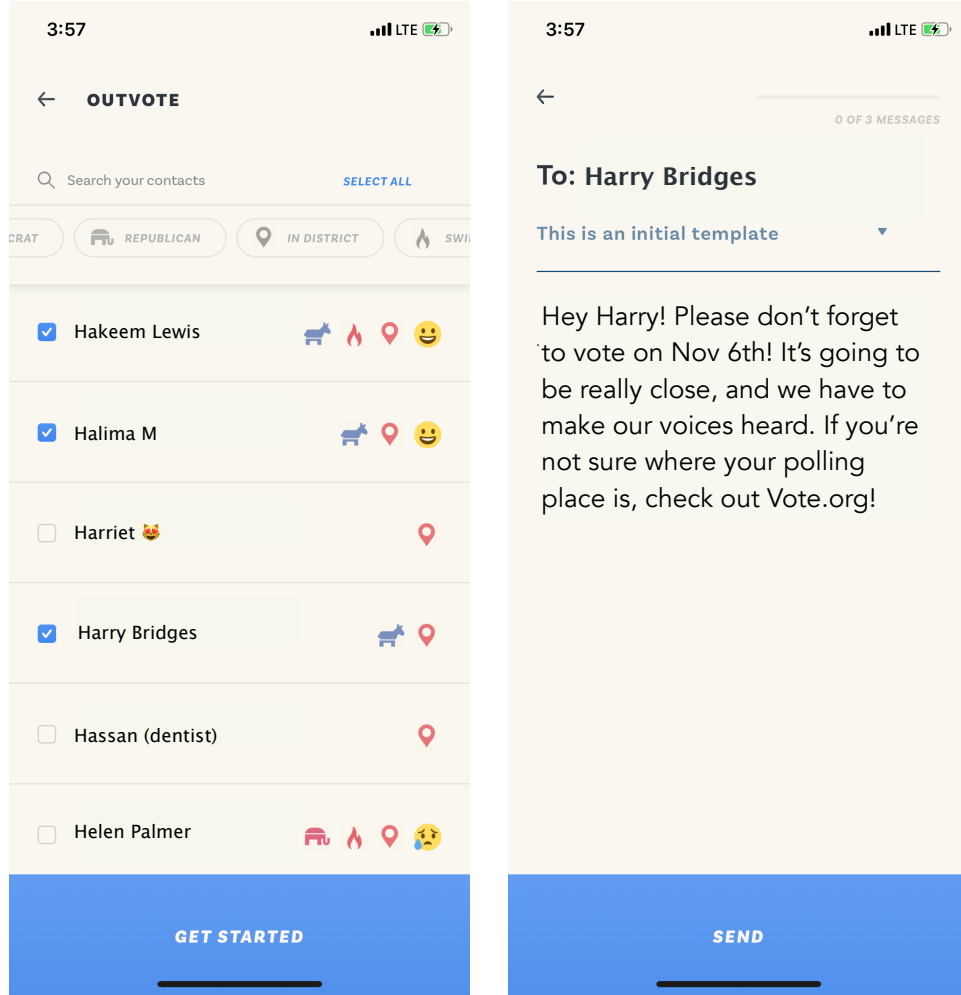 3:57
LTE
OUTVOTE
Search your contacts
SELECT ALL
CRAT
REPUBLICAN
IN DISTRICT
SWI
Hakeem Lewis
Halima M
Harriet 😻
Harry Bridges
Hassan (dentist)
Helen Palmer
GET STARTED
3:57
LTE
0 OF 3 MESSAGES
To: Harry Bridges
This is an initial template
Hey Harry! Please don’t forget
to vote on Nov 6th! It’s going to
be really close, and we have to
make our voices heard. If you’re
not sure where your polling
place is, check out Vote.org!
SEND